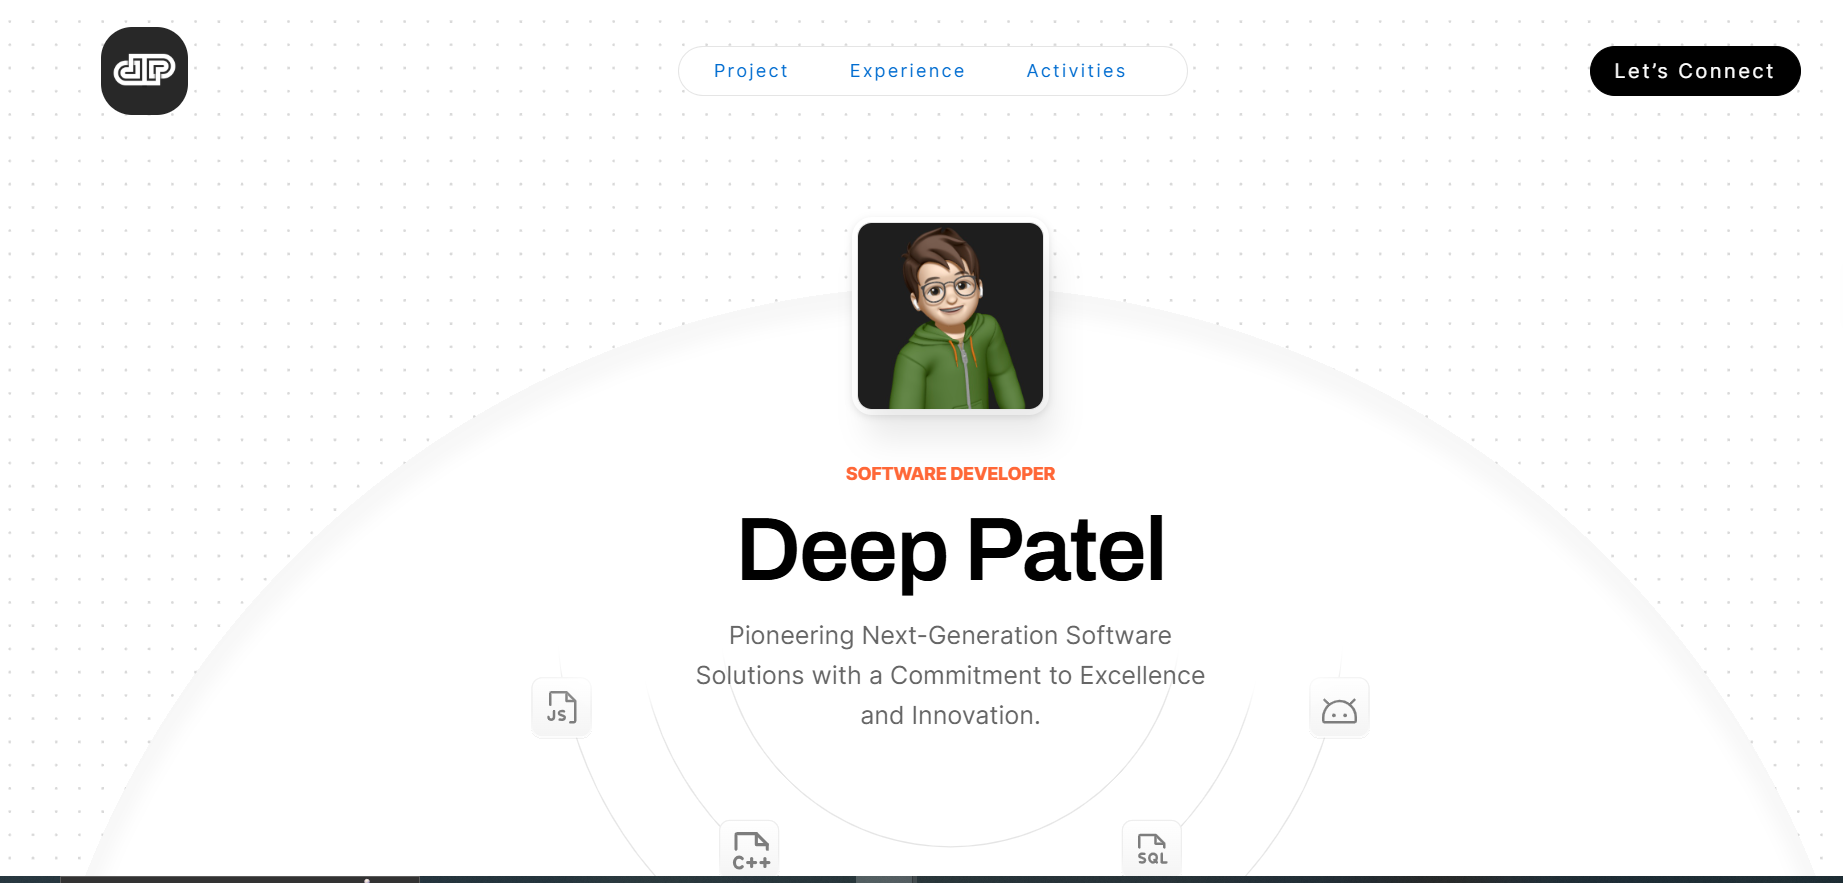 dP
Project
Experience
Activities
Let’s Connect
SOFTWARE DEVELOPER
Deep Patel
Pioneering Next-Generation Software
Solutions with a Commitment to Excellence
and Innovation.
JS
C++
SQL